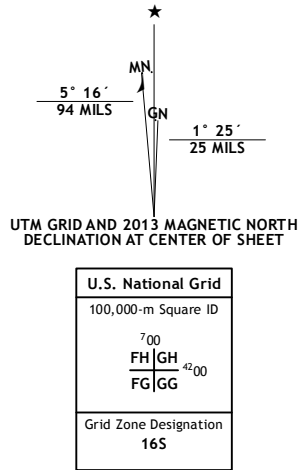 ★
MN.
GN
5° 16´
94 MILS
1° 25´
25 MILS
UTM GRID AND 2013 MAGNETIC NORTH
DECLINATION AT CENTER OF SHEET
U.S. National Grid
100,000-m Square ID
⁷00
FH GH
⁴²00
FG GG
Grid Zone Designation
16S